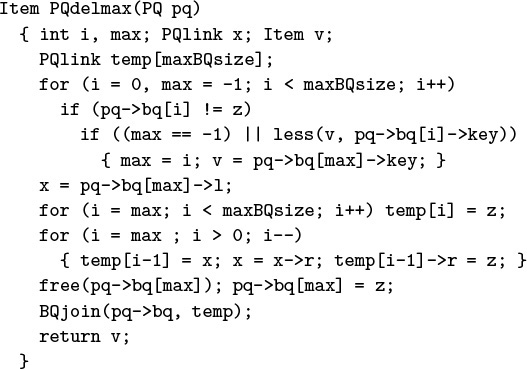 Item PQdelmax(PQ pq)
  { int i, max; PQlink x; Item v;
    PQlink temp[maxBQsize];
    for (i = 0, max = -1; i < maxBQsize; i++)
      if (pq->bq[i] != z)
        if ((max == -1) || less(v, pq->bq[i]->key))
          { max = i; v = pq->bq[max]->key; }
    x = pq->bq[max]->l;
    for (i = max; i < maxBQsize; i++) temp[i] = z;
    for (i = max ; i > 0; i--)
      { temp[i-1] = x; x = x->r; temp[i-1]->r = z; }
    free(pq->bq[max]); pq->bq[max] = z;
    BQjoin(pq->bq, temp);
    return v;
  }